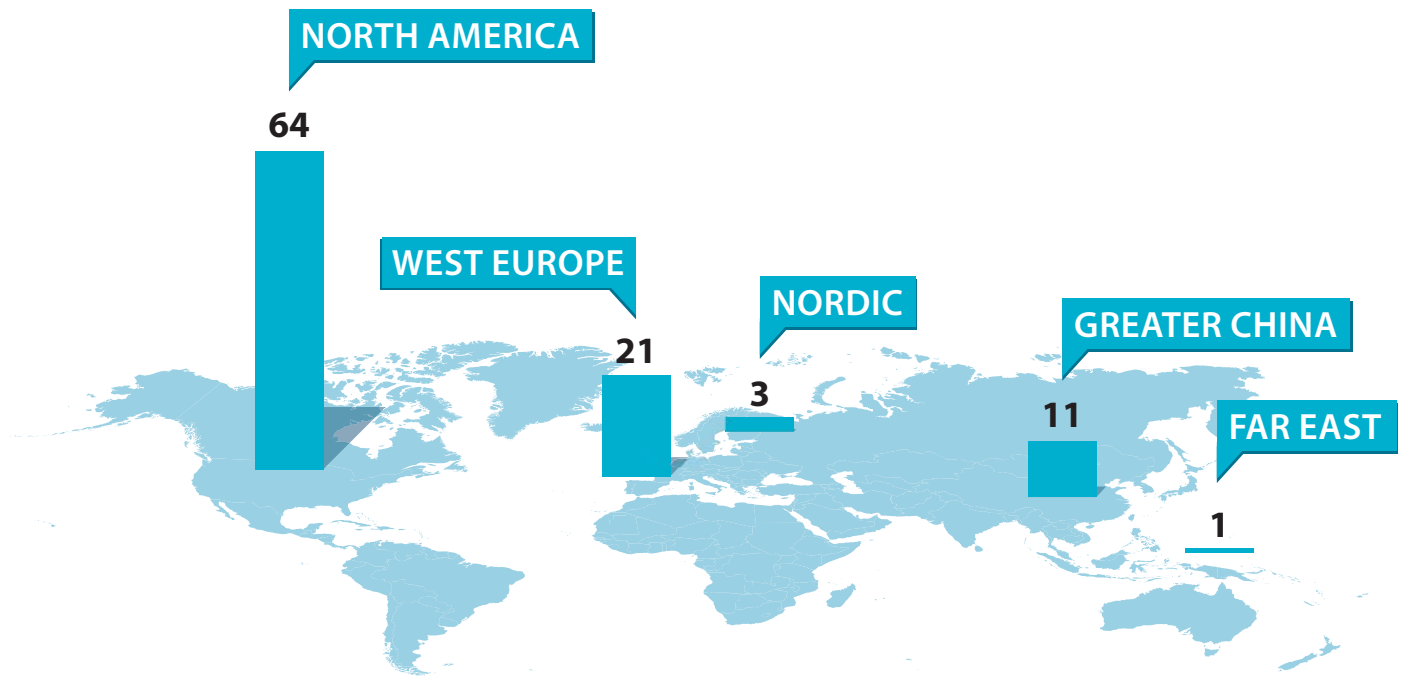 NORTH AMERICA
64
WEST EUROPE
21
NORDIC
3
GREATER CHINA
11
FAR EAST
1